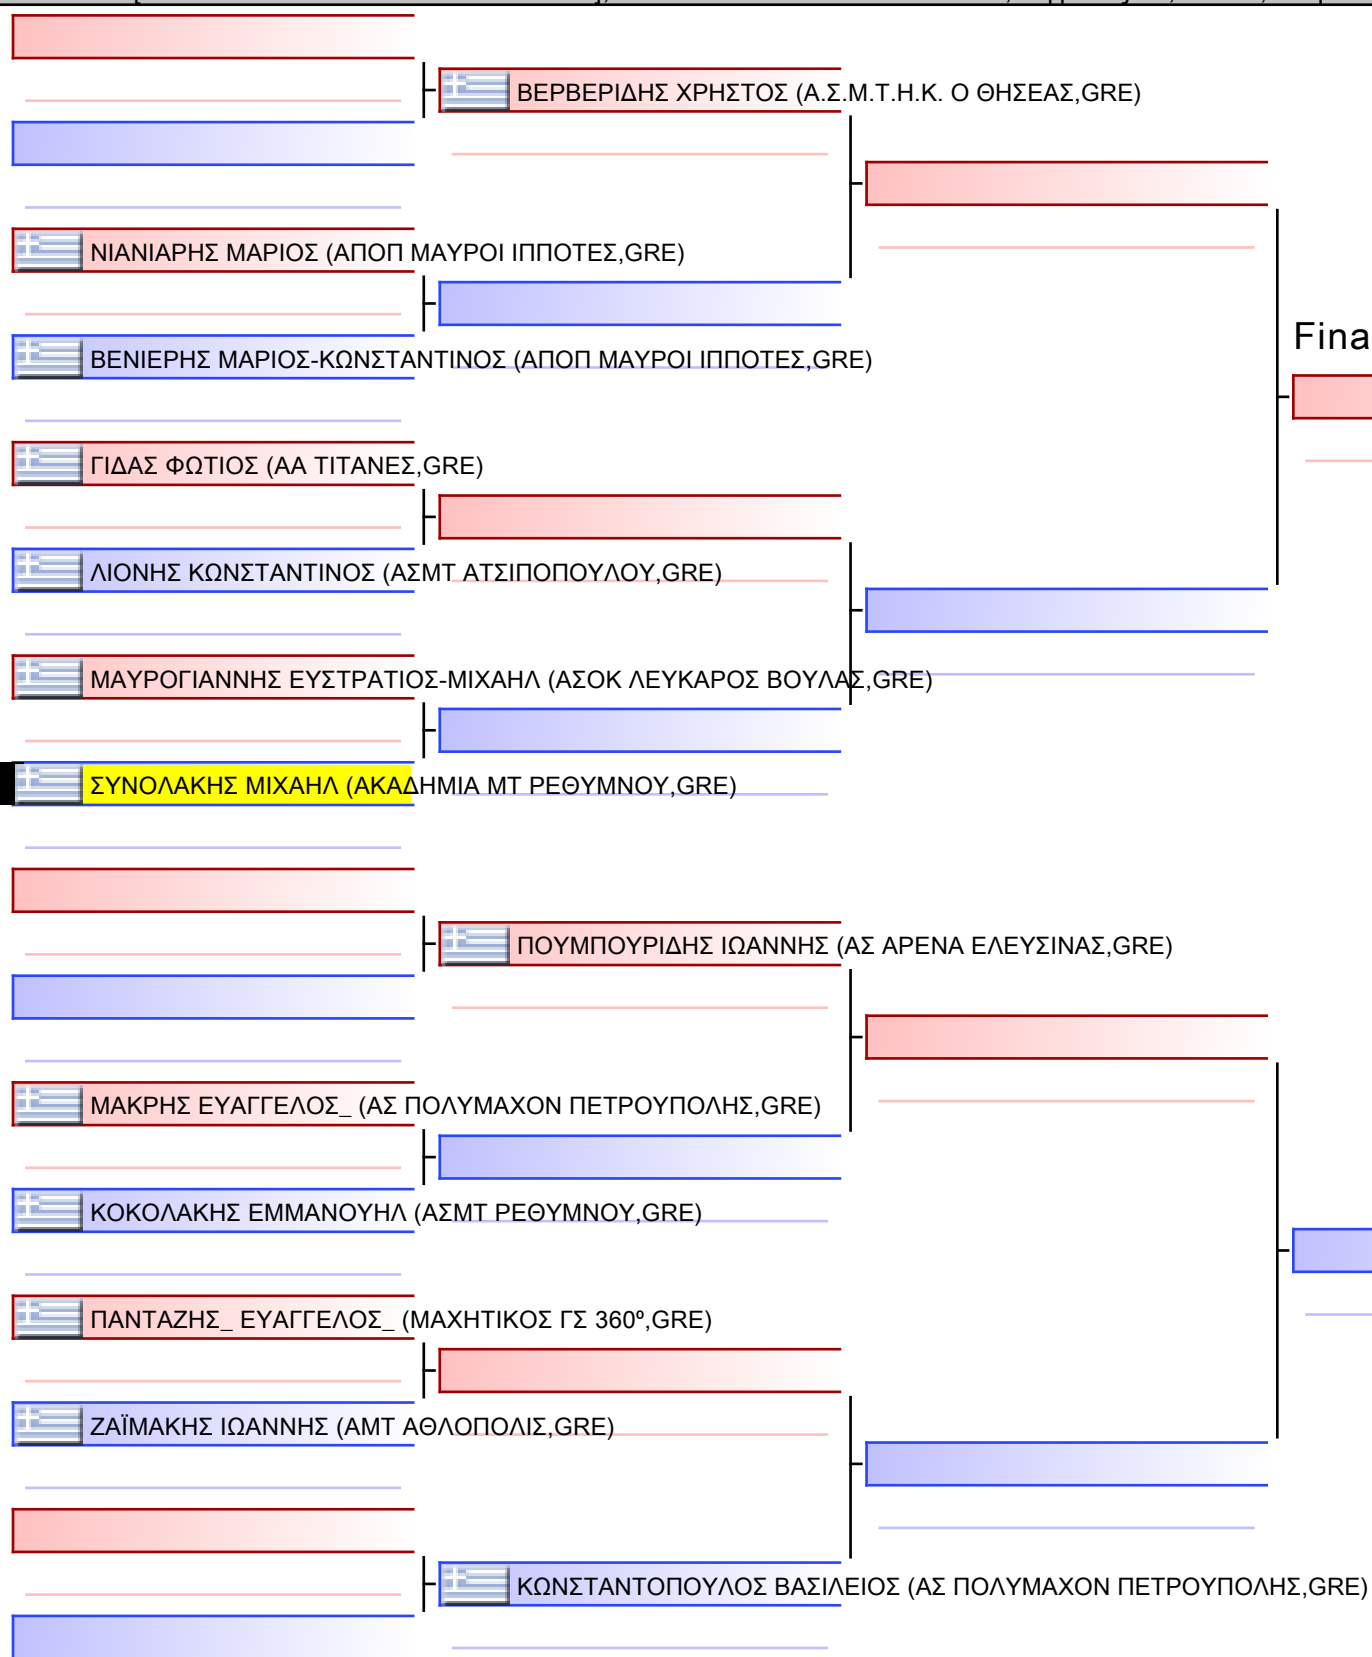 ΒΕΡΒΕΡΙΔΗΣ ΧΡΗΣΤΟΣ (Α.Σ.Μ.Τ.Η.Κ. Ο ΘΗΣΕΑΣ,GRE)
ΝΙΑΝΙΑΡΗΣ ΜΑΡΙΟΣ (ΑΠΟΠ ΜΑΥΡΟΙ ΙΠΠΟΤΕΣ,GRE)
Fina
ΒΕΝΙΕΡΗΣ ΜΑΡΙΟΣ-ΚΩΝΣΤΑΝΤΙΝΟΣ (ΑΠΟΠ ΜΑΥΡΟΙ ΙΠΠΟΤΕΣ,GRE)
ΓΙΔΑΣ ΦΩΤΙΟΣ (ΑΑ ΤΙΤΑΝΕΣ,GRE)
ΛΙΟΝΗΣ ΚΩΝΣΤΑΝΤΙΝΟΣ (ΑΣΜΤ ΑΤΣΙΠΟΠΟΥΛΟΥ,GRE)
ΜΑΥΡΟΓΙΑΝΝΗΣ ΕΥΣΤΡΑΤΙΟΣ-ΜΙΧΑΗΛ (ΑΣΟΚ ΛΕΥΚΑΡΟΣ ΒΟΥΛΑΣ,GRE)
ΣΥΝΟΛΑΚΗΣ ΜΙΧΑΗΛ (ΑΚΑΔΗΜΙΑ ΜΤ ΡΕΘΥΜΝΟΥ,GRE)
ΠΟΥΜΠΟΥΡΙΔΗΣ ΙΩΑΝΝΗΣ (ΑΣ ΑΡΕΝΑ ΕΛΕΥΣΙΝΑΣ,GRE)
ΜΑΚΡΗΣ ΕΥΑΓΓΕΛΟΣ_ (ΑΣ ΠΟΛΥΜΑΧΟΝ ΠΕΤΡΟΥΠΟΛΗΣ,GRE)
ΚΟΚΟΛΑΚΗΣ ΕΜΜΑΝΟΥΗΛ (ΑΣΜΤ ΡΕΘΥΜΝΟΥ,GRE)
ΠΑΝΤΑΖΗΣ_ ΕΥΑΓΓΕΛΟΣ_ (ΜΑΧΗΤΙΚΟΣ ΓΣ 360º,GRE)
ΖΑΪΜΑΚΗΣ ΙΩΑΝΝΗΣ (ΑΜΤ ΑΘΛΟΠΟΛΙΣ,GRE)
ΚΩΝΣΤΑΝΤΟΠΟΥΛΟΣ ΒΑΣΙΛΕΙΟΣ (ΑΣ ΠΟΛΥΜΑΧΟΝ ΠΕΤΡΟΥΠΟΛΗΣ,GRE)